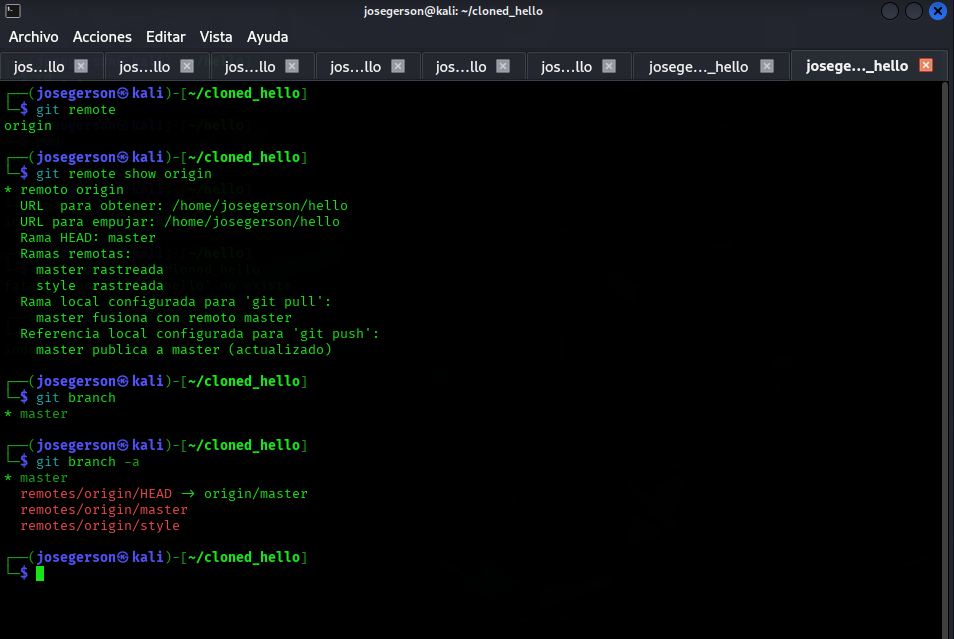 josegerson@kali: ~/cloned_hello
Archivo Acciones Editar Vista Ayuda
jos...llo jos...llo jos...llo jos...llo jos...llo jos...llo josege..._hello josege..._hello
┌──(josegerson㉿kali)-[~/cloned_hello]
└─$ git remote
origin
┌──(josegerson㉿kali)-[~/cloned_hello]
└─$ git remote show origin
* remoto origin
  URL  para obtener: /home/josegerson/hello
  URL para empujar: /home/josegerson/hello
  Rama HEAD: master
  Ramas remotas:
    master rastreada
    style  rastreada
  Rama local configurada para 'git pull':
    master fusiona con remoto master
  Referencia local configurada para 'git push':
    master publica a master (actualizado)
┌──(josegerson㉿kali)-[~/cloned_hello]
└─$ git branch
* master
┌──(josegerson㉿kali)-[~/cloned_hello]
└─$ git branch -a
* master
  remotes/origin/HEAD -> origin/master
  remotes/origin/master
  remotes/origin/style
┌──(josegerson㉿kali)-[~/cloned_hello]
└─$